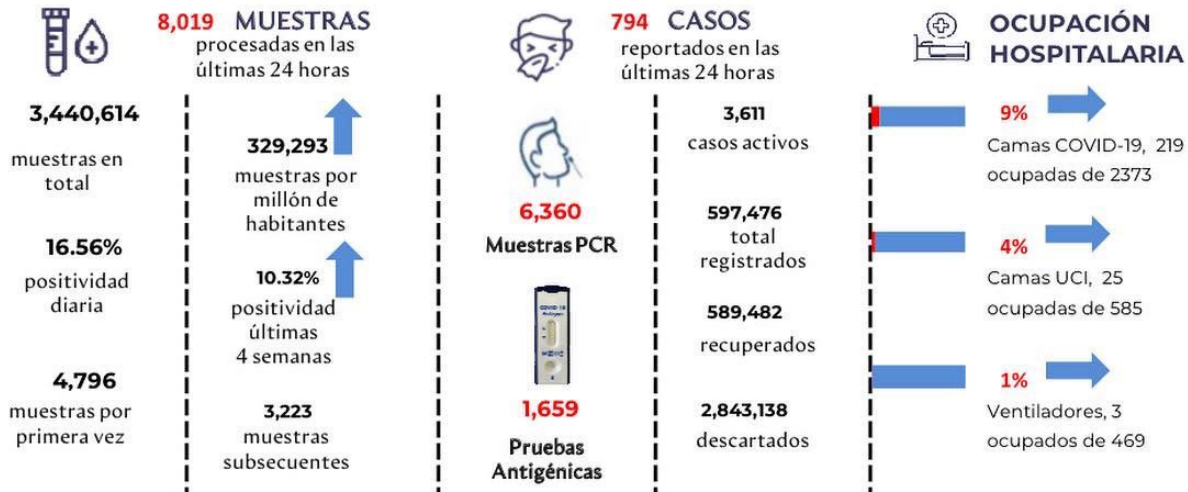 8,019 MUESTRAS
procesadas en las
últimas 24 horas
3,440,614
muestras en
total
16.56%
positividad
diaria
4,796
muestras por
primera vez
329,293
muestras por
millón de
habitantes
10.32%
positividad
últimas
4 semanas
3,223
muestras
subsecuentes
794 CASOS
reportados en las
últimas 24 horas
6,360
Muestras PCR
COVID-19
1,659
Pruebas
Antigénicas
3,611
casos activos
597,476
total
registrados
589,482
recuperados
2,843,138
descartados
OCUPACIÓN
HOSPITALARIA
9%
Camas COVID-19, 219
ocupadas de 2373
4%
Camas UCI, 25
ocupadas de 585
1%
Ventiladores, 3
ocupados de 469